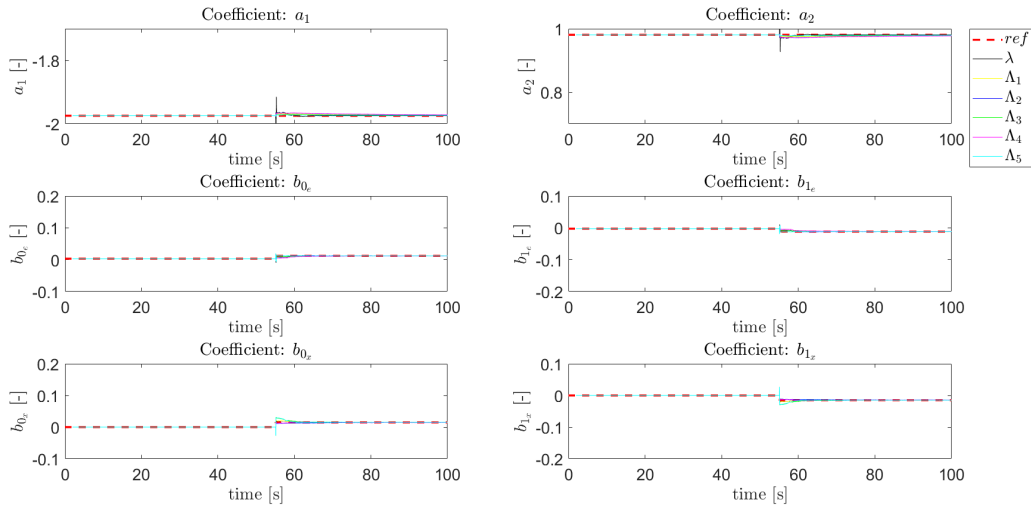 Coefficient: a₁
-1.8
-2
a₁ [-]
0 20 40 60 80 100
time [s]
Coefficient: a₂
1
0.8
a₂ [-]
0 20 40 60 80 100
time [s]
ref
λ
Λ₁
Λ₂
Λ₃
Λ₄
Λ₅
Coefficient: b₀ₑ
0.2
0.1
0
-0.1
b₀ₑ [-]
0 20 40 60 80 100
time [s]
Coefficient: b₁ₑ
0.1
0
-0.1
-0.2
b₁ₑ [-]
0 20 40 60 80 100
time [s]
Coefficient: b₀ₓ
0.2
0.1
0
-0.1
b₀ₓ [-]
0 20 40 60 80 100
time [s]
Coefficient: b₁ₓ
0.1
0
-0.1
-0.2
b₁ₓ [-]
0 20 40 60 80 100
time [s]